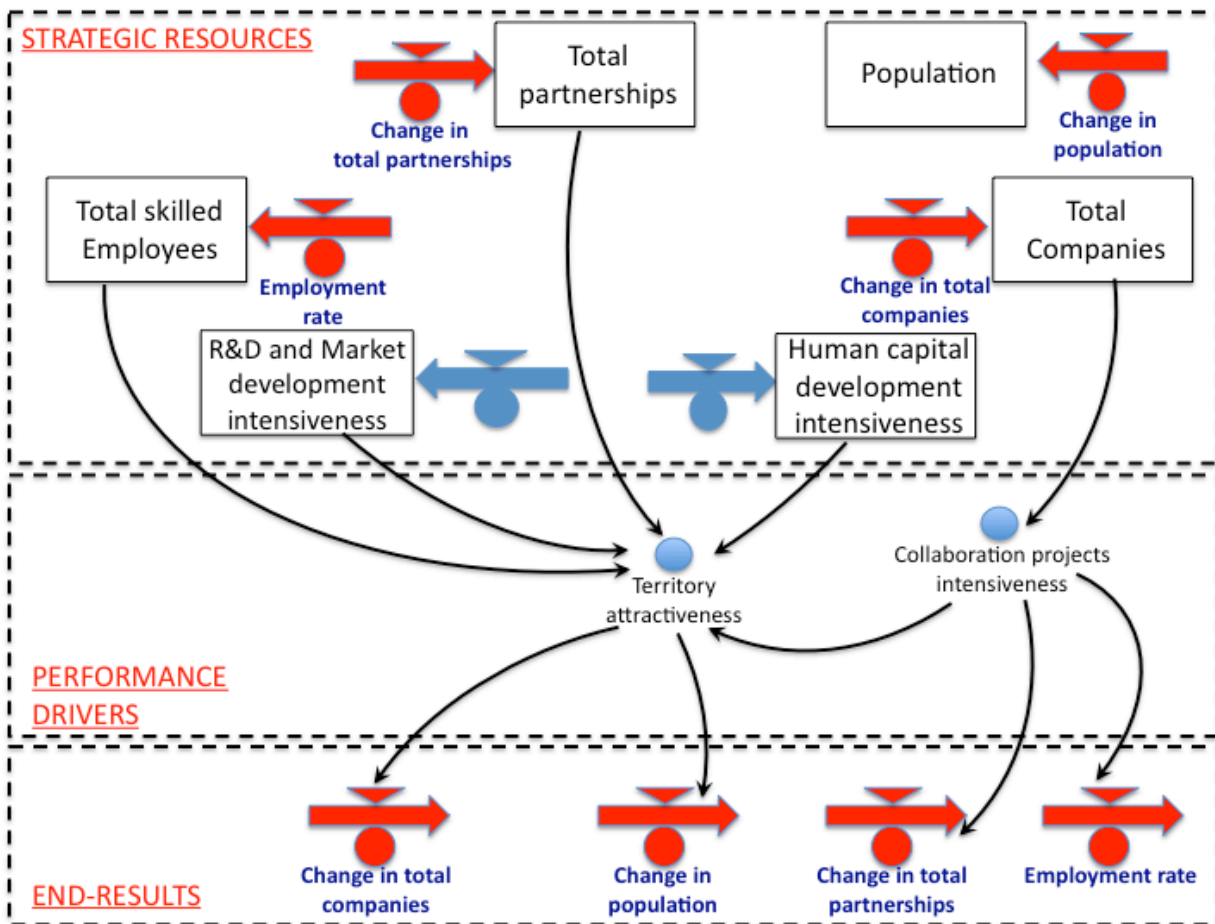 STRATEGIC RESOURCES
Total
partnerships
Population
Change in
total partnerships
Change in
population
Total skilled
Employees
Total
Companies
Employment
rate
Change in total
companies
R&D and Market
development
intensiveness
Human capital
development
intensiveness
Territory
attractiveness
Collaboration projects
intensiveness
PERFORMANCE
DRIVERS
Change in total
companies
Change in
population
Change in total
partnerships
Employment rate
END-RESULTS